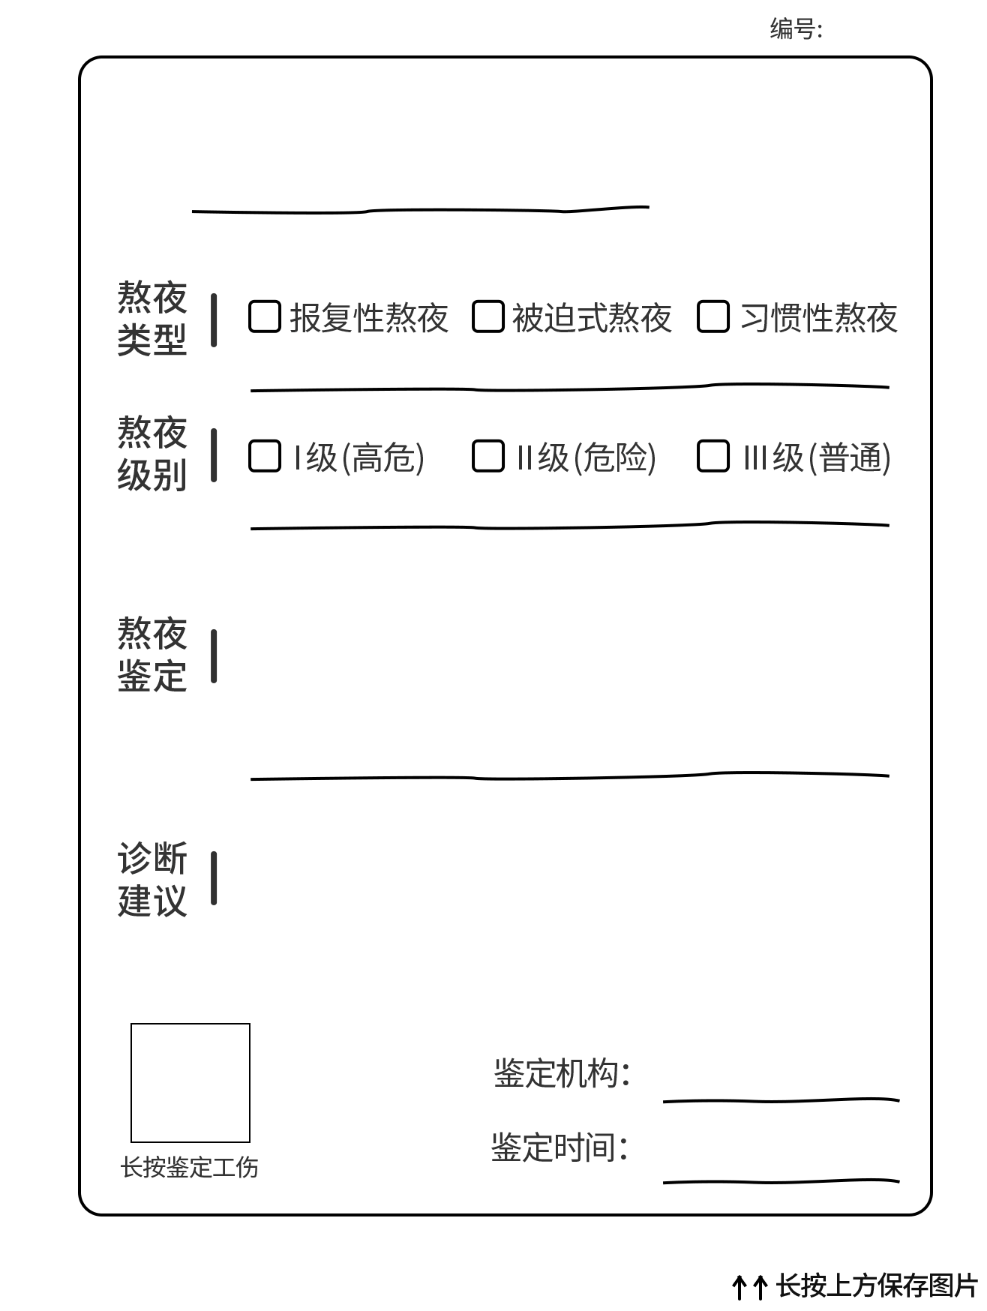 编号:
熬夜
类型
报复性熬夜 被迫式熬夜 习惯性熬夜
熬夜
级别
I级(高危) II级(危险) III级(普通)
熬夜
鉴定
诊断
建议
鉴定机构:
鉴定时间:
长按鉴定工伤
↑↑长按上方保存图片